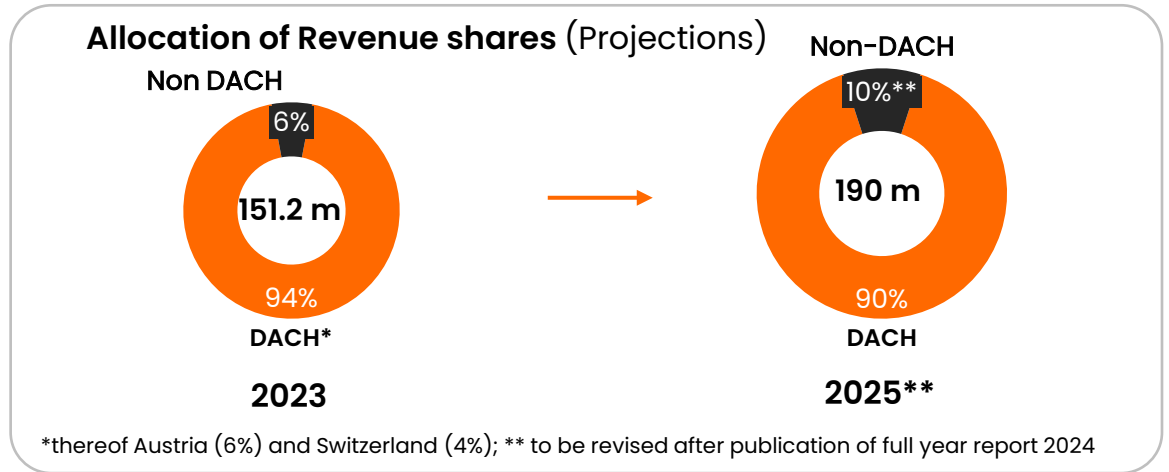 Allocation of Revenue shares (Projections)
Non DACH
6%
151.2 m
94%
DACH*
2023
Non-DACH
10%**
190 m
90%
DACH
2025**
*thereof Austria (6%) and Switzerland (4%); ** to be revised after publication of full year report 2024